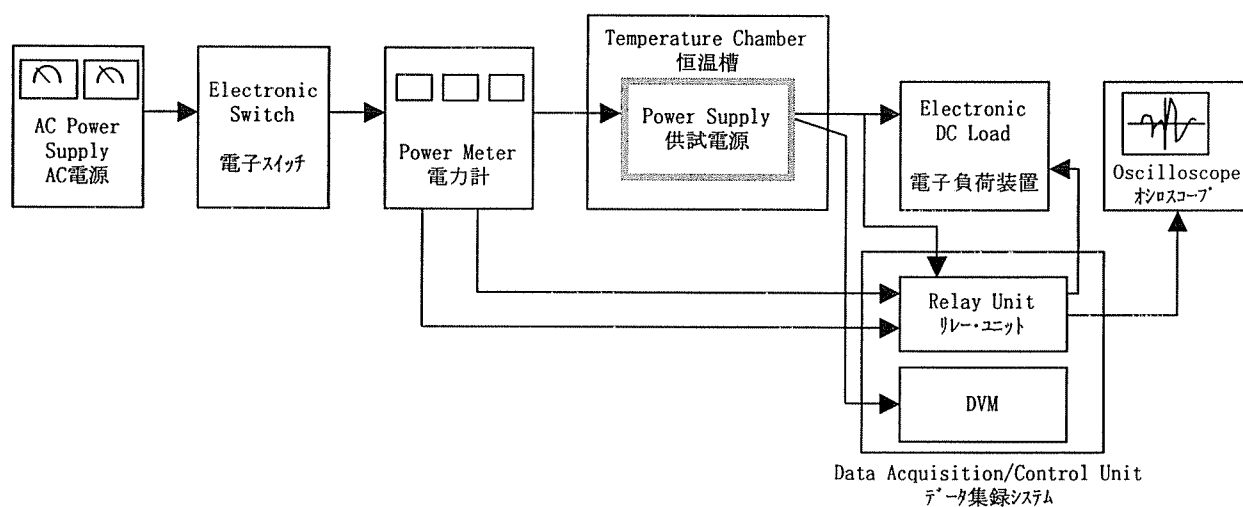 Temperature Chamber
恒温槽
AC Power
Supply
AC電源
Electronic
Switch
電子スイッチ
Power Meter
電力計
Power Supply
供試電源
Electronic
DC Load
電子負荷装置
Oscilloscope
オシロスコープ
Relay Unit
リレー・ユニット
DVM
Data Acquisition/Control Unit
データ集録システム